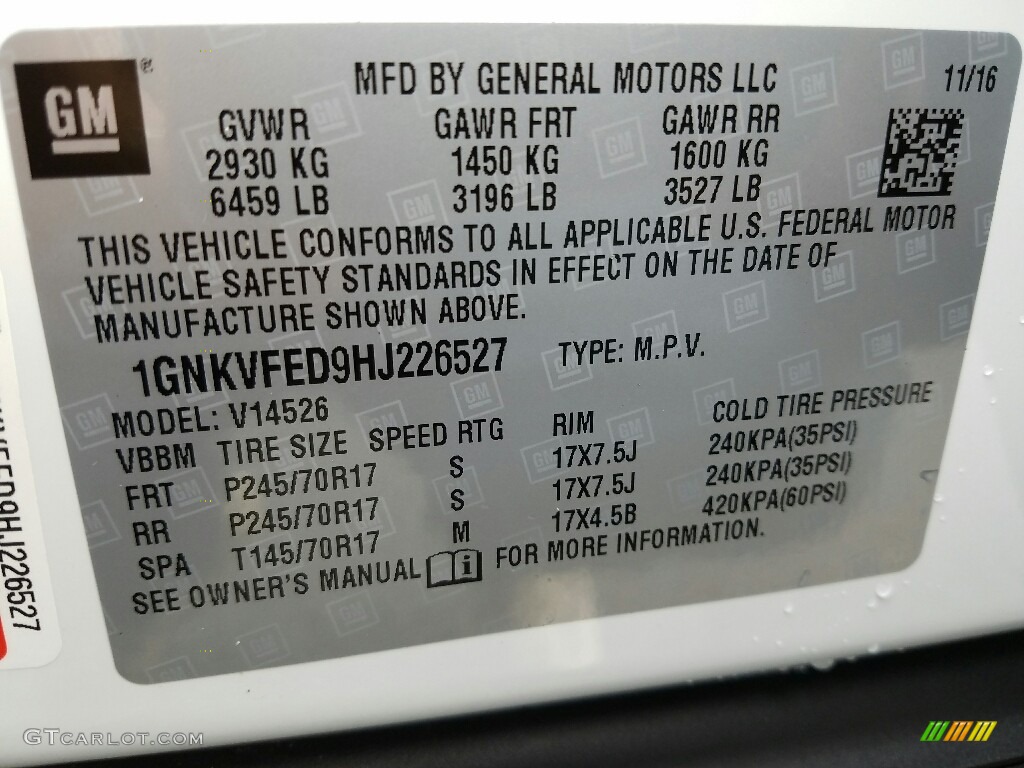 GM ®
MFD BY GENERAL MOTORS LLC 11/16
GVWR GAWR FRT GAWR RR
2930 KG 1450 KG 1600 KG
6459 LB 3196 LB 3527 LB
THIS VEHICLE CONFORMS TO ALL APPLICABLE U.S. FEDERAL MOTOR
VEHICLE SAFETY STANDARDS IN EFFECT ON THE DATE OF
MANUFACTURE SHOWN ABOVE.
1GNKVFED9HJ226527 TYPE: M.P.V.
MODEL: V14526
VBBM TIRE SIZE SPEED RTG RIM COLD TIRE PRESSURE
FRT P245/70R17 S 17X7.5J 240KPA(35PSI)
RR P245/70R17 S 17X7.5J 240KPA(35PSI)
SPA T145/70R17 M 17X4.5B 420KPA(60PSI)
SEE OWNER'S MANUAL FOR MORE INFORMATION.
ED9HJ226527
GTCARLOT.COM